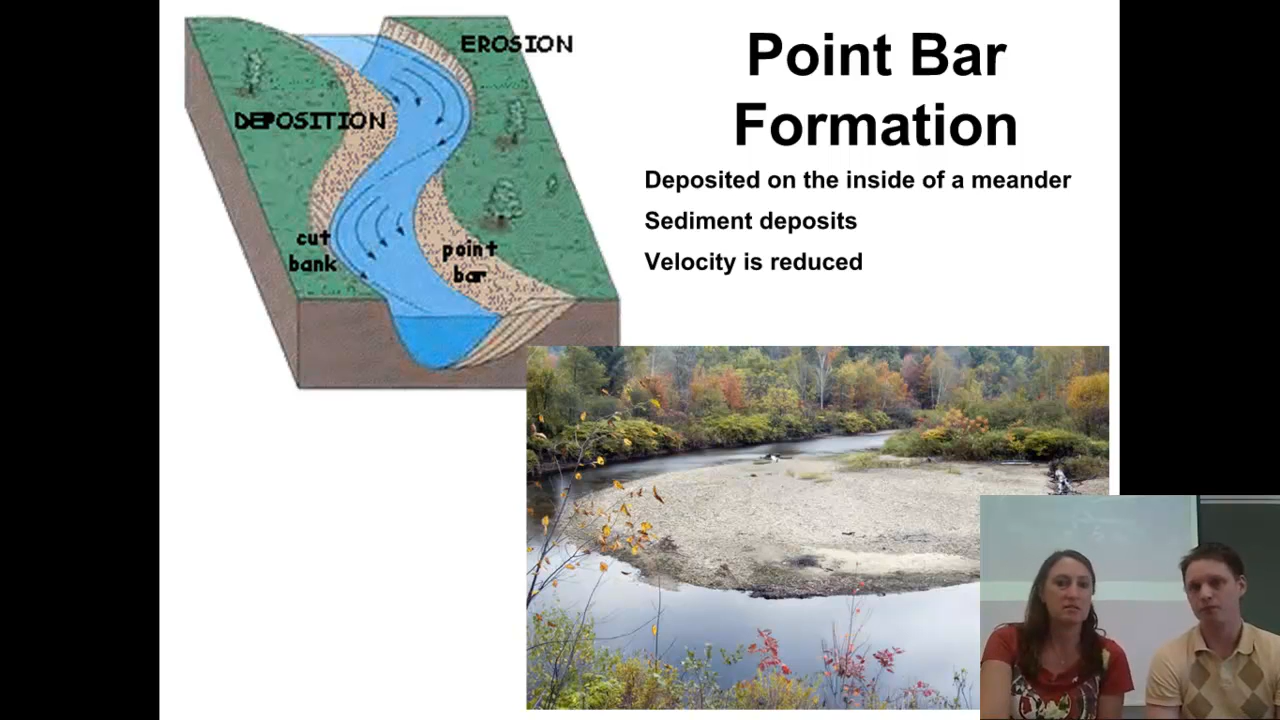 Point Bar
Formation
Deposited on the inside of a meander
Sediment deposits
Velocity is reduced
EROSION
DEPOSITION
cut
bank
point
bar